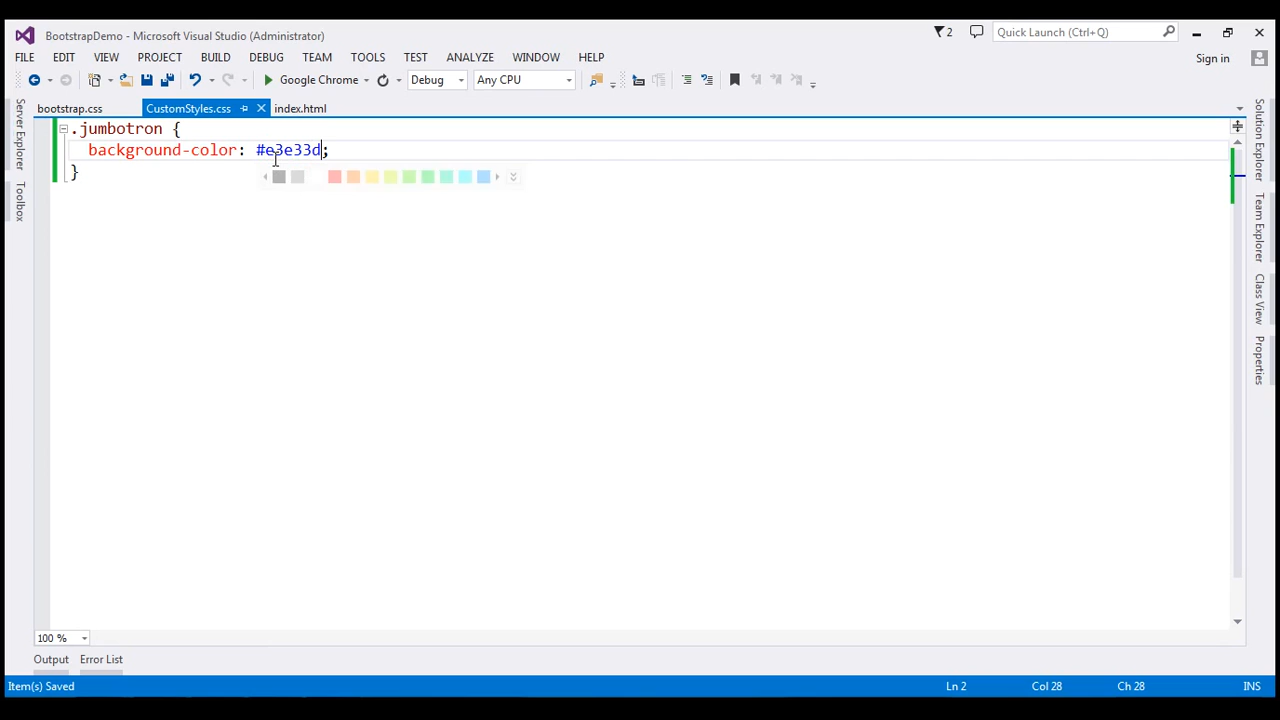 BootstrapDemo - Microsoft Visual Studio (Administrator)
2
Quick Launch (Ctrl+Q)
FILE EDIT VIEW PROJECT BUILD DEBUG TEAM TOOLS TEST ANALYZE WINDOW HELP
Sign in
Google Chrome Debug Any CPU
bootstrap.css CustomStyles.css index.html
.jumbotron {
background-color: #e3e33d;
}
Server Explorer
Toolbox
Solution Explorer
Team Explorer
Class View
Properties
100 %
Output Error List
Item(s) Saved Ln 2 Col 28 Ch 28 INS